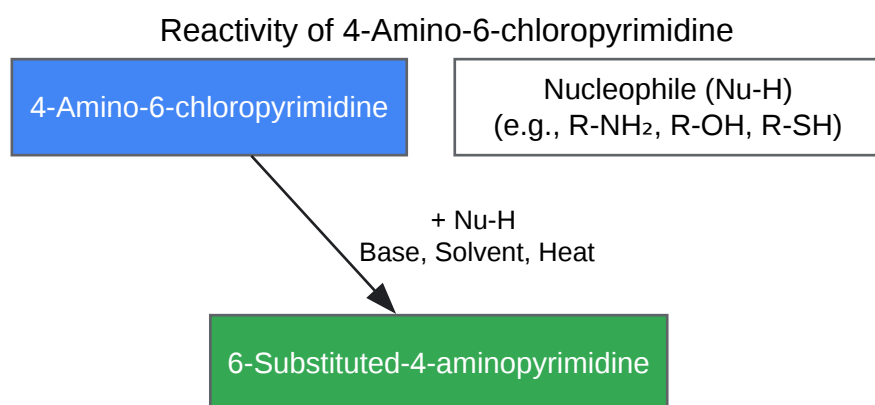 Reactivity of 4-Amino-6-chloropyrimidine
4-Amino-6-chloropyrimidine
Nucleophile (Nu-H)
(e.g., R-NH₂, R-OH, R-SH)
+ Nu-H
Base, Solvent, Heat
6-Substituted-4-aminopyrimidine